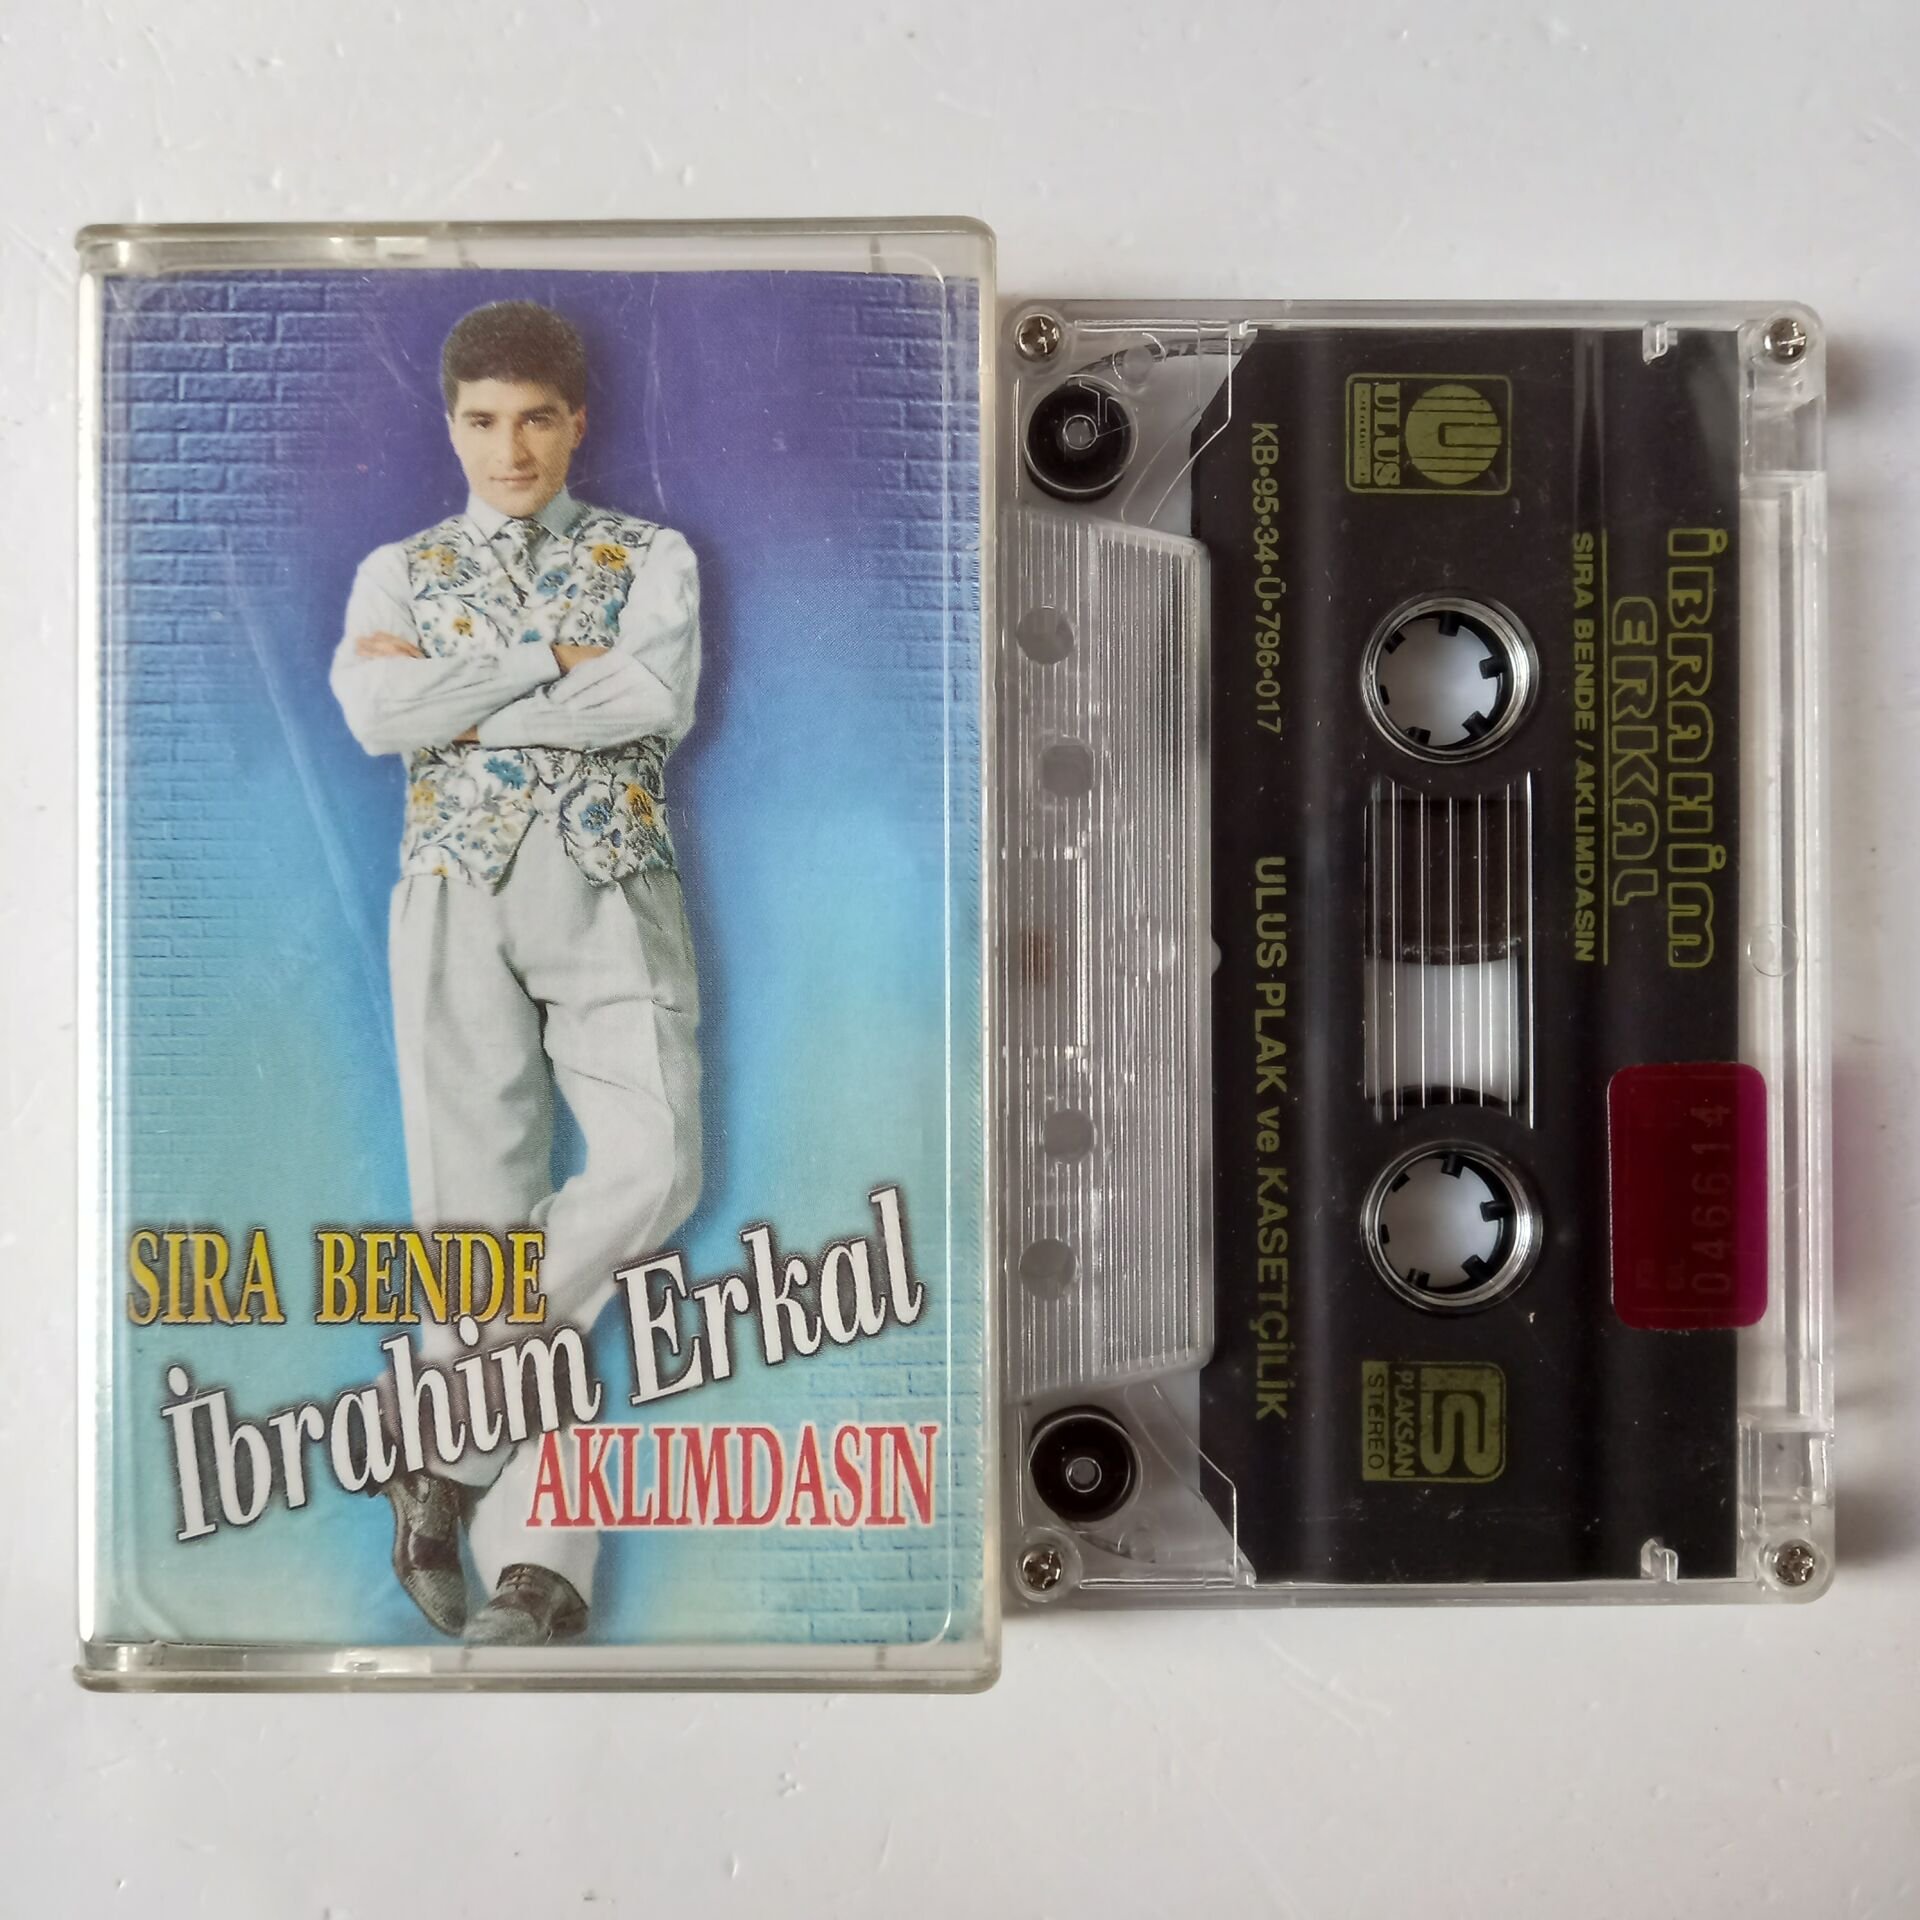 SIRA BENDE
İbrahim Erkal
AKLIMDASIN
İBRAHİM
ERKAL
SIRA BENDE / AKLIMDASIN
ULUS
KB•95•34•Ü•796•017
ULUS PLAK ve KASETÇİLİK
PLAKSAN
STEREO
046614